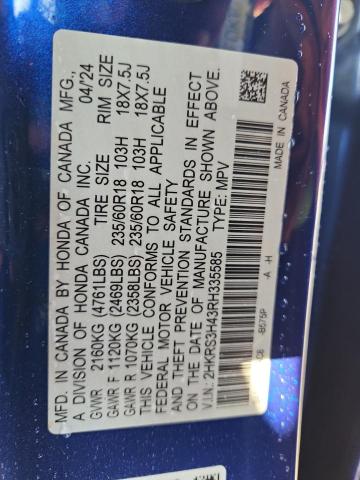 MFD. IN CANADA BY HONDA OF CANADA MFG.,
A DIVISION OF HONDA CANADA INC. 04/24
GVWR 2160KG (4761LBS) TIRE SIZE RIM SIZE
GAWR F 1120KG (2469LBS) 235/60R18 103H 18X7.5J
GAWR R 1070KG (2358LBS) 235/60R18 103H 18X7.5J
THIS VEHICLE CONFORMS TO ALL APPLICABLE
FEDERAL MOTOR VEHICLE SAFETY
AND THEFT PREVENTION STANDARDS IN EFFECT
ON THE DATE OF MANUFACTURE SHOWN ABOVE.
V.I.N.: 2HKRS3H43RH335585 TYPE: MPV
-B575P -A -H
MADE IN CANADA